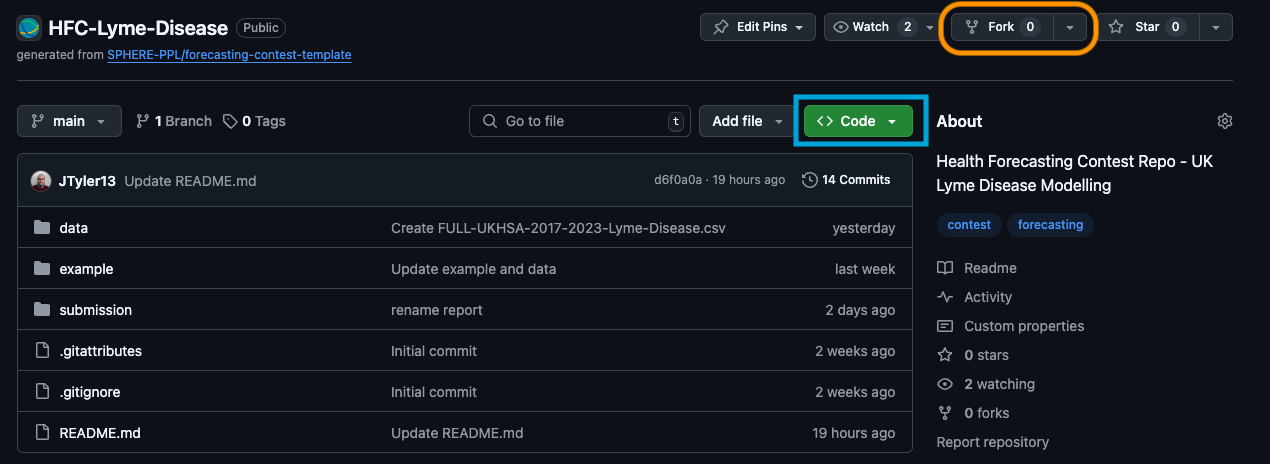 HFC-Lyme-Disease Public Edit Pins Watch 2 Fork 0 Star 0
generated from SPHERE-PPL/forecasting-contest-template
main 1 Branch 0 Tags Go to file t Add file <> Code
About
Health Forecasting Contest Repo - UK
Lyme Disease Modelling
contest forecasting
Readme
Activity
Custom properties
0 stars
2 watching
0 forks
Report repository
JTyler13 Update README.md d6f0a0a · 19 hours ago 14 Commits
data Create FULL-UKHSA-2017-2023-Lyme-Disease.csv yesterday
example Update example and data last week
submission rename report 2 days ago
.gitattributes Initial commit 2 weeks ago
.gitignore Initial commit 2 weeks ago
README.md Update README.md 19 hours ago